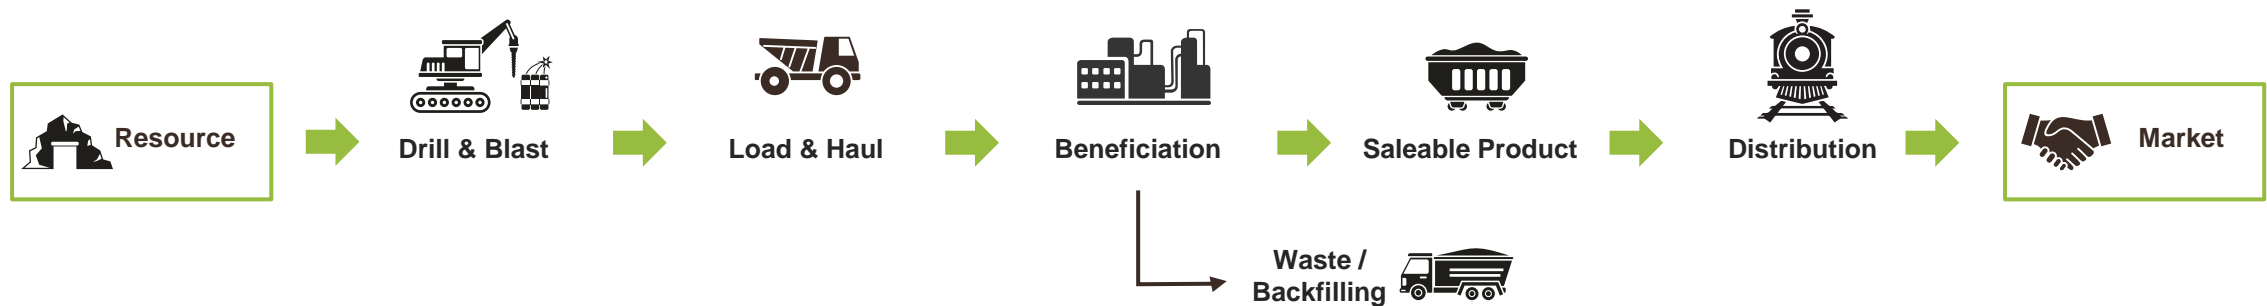 Resource
Drill & Blast
Load & Haul
Beneficiation
Saleable Product
Distribution
Market
Waste /
Backfilling